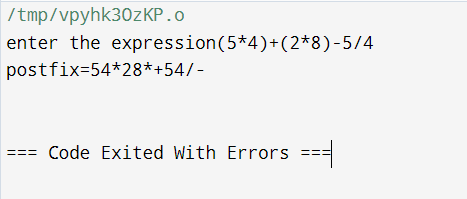 /tmp/vpyhk3OzKP.o
enter the expression(5*4)+(2*8)-5/4
postfix=54*28*+54/-
=== Code Exited With Errors ===